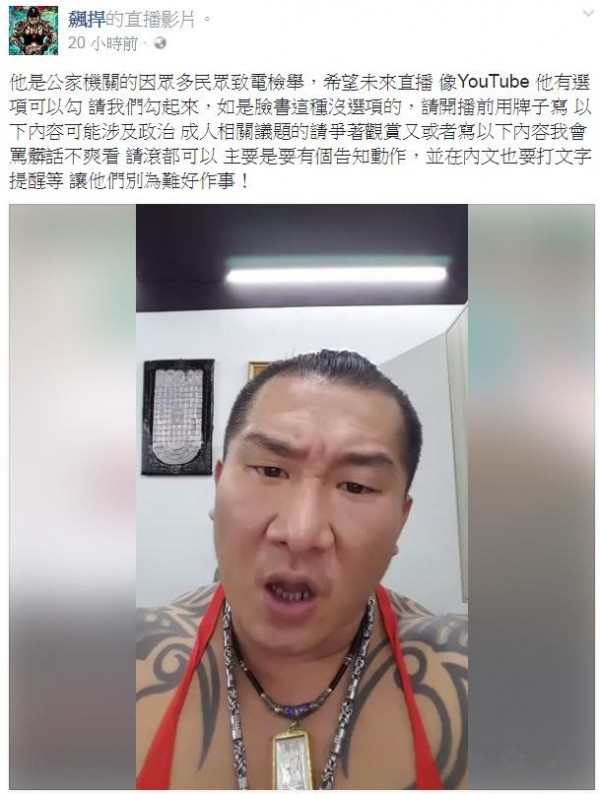 飆捍的直播影片。
20 小時前 ·
他是公家機關的因眾多民眾致電檢舉，希望未來直播 像YouTube 他有選
項可以勾 請我們勾起來，如是臉書這種沒選項的，請開播前用牌子寫 以
下內容可能涉及政治 成人相關議題的請爭著觀賞又或者寫以下內容我會
罵髒話不爽看 請滾都可以 主要是要有個告知動作，並在內文也要打文字
提醒等 讓他們別為難好作事！